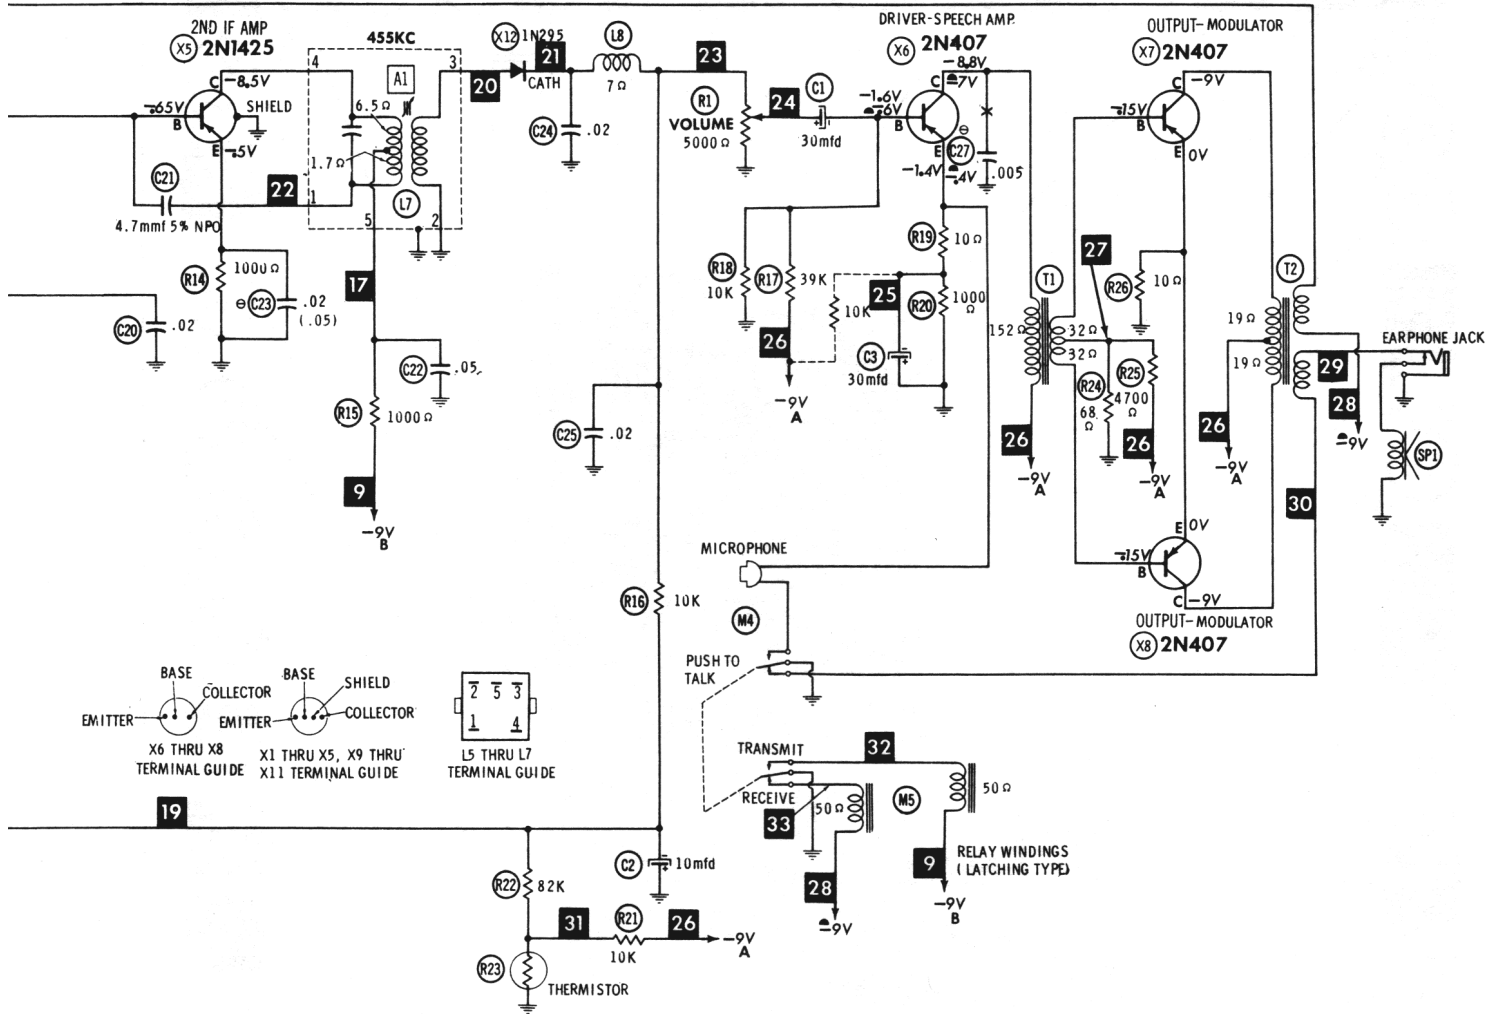 2ND IF AMP
X5 2N1425
455KC
X12 1N295
21
L8
23
DRIVER-SPEECH AMP.
X6 2N407
OUTPUT-MODULATOR
X7 2N407
C
-8.5V
4
3
A1
20
CATH
7Ω
R1
VOLUME
5000Ω
24
C1
30mfd
-8.8V
-7V
C
-1.6V
-.6V
B
E
-1.4V
-.4V
C27
.005
C
-9V
-.15V
B
E
0V
-.65V
B
SHIELD
E
-.5V
6.5Ω
1.7Ω
C24
.02
C21
4.7mmf 5% NPO
22
1
L7
5
2
R14
1000Ω
C23
.02
(.05)
17
C20
.02
C22
.05
R15
1000Ω
9
-9V
B
C25
.02
R18
10K
R17
39K
10K
26
-9V
A
R19
10Ω
25
R20
1000
Ω
C3
30mfd
T1
152Ω
32Ω
32Ω
27
R26
10Ω
R24
68
Ω
R25
4700
Ω
26
-9V
A
26
-9V
A
T2
19Ω
19Ω
26
-9V
A
EARPHONE JACK
29
28
-9V
SP1
30
E
0V
-.15V
B
C
-9V
OUTPUT-MODULATOR
X8 2N407
MICROPHONE
R16
10K
M4
PUSH TO
TALK
BASE
COLLECTOR
EMITTER
X6 THRU X8
TERMINAL GUIDE
BASE
SHIELD
EMITTER
COLLECTOR
X1 THRU X5, X9 THRU
X11 TERMINAL GUIDE
2 5 3
1 4
L5 THRU L7
TERMINAL GUIDE
TRANSMIT
RECEIVE
32
50Ω
33
M5
50Ω
28
-9V
9
-9V
B
RELAY WINDINGS
(LATCHING TYPE)
19
C2
10mfd
R22
82K
31
R21
10K
26
-9V
A
R23
THERMISTOR